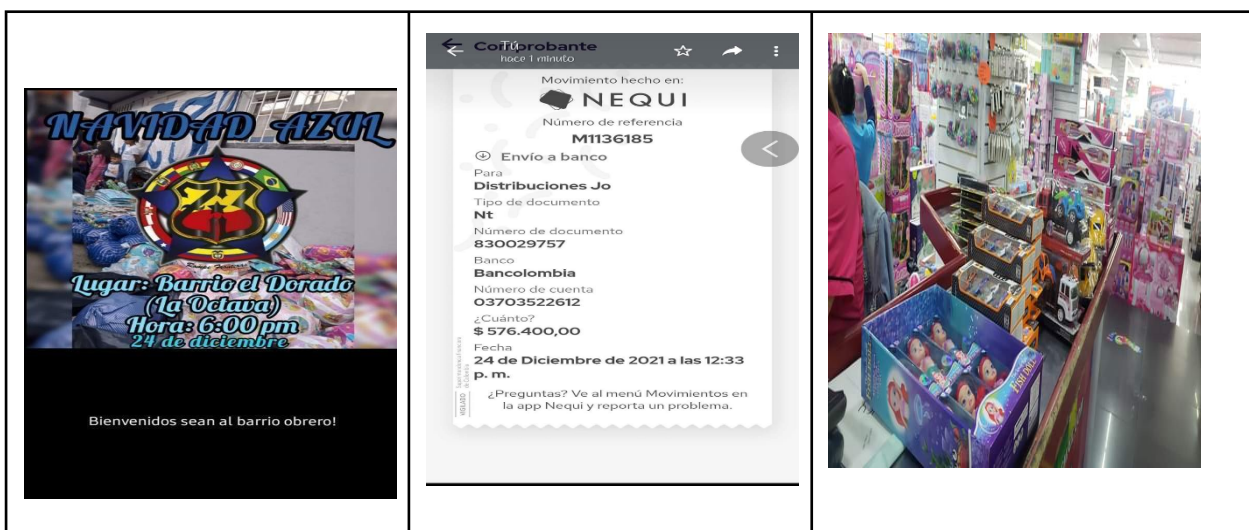 NAVIDAD AZUL
Lugar: Barrio el Dorado
(La Octava)
Hora: 6:00 pm
24 de diciembre
Bienvenidos sean al barrio obrero!
Comprobante
Tú
hace 1 minuto
Movimiento hecho en:
NEQUI
Número de referencia
M1136185
Envío a banco
Para
Distribuciones Jo
Tipo de documento
Nt
Número de documento
830029757
Banco
Bancolombia
Número de cuenta
03703522612
¿Cuánto?
$ 576.400,00
Fecha
24 de Diciembre de 2021 a las 12:33
p. m.
¿Preguntas? Ve al menú Movimientos en
la app Nequi y reporta un problema.
VIGILADO
FISH DOLL